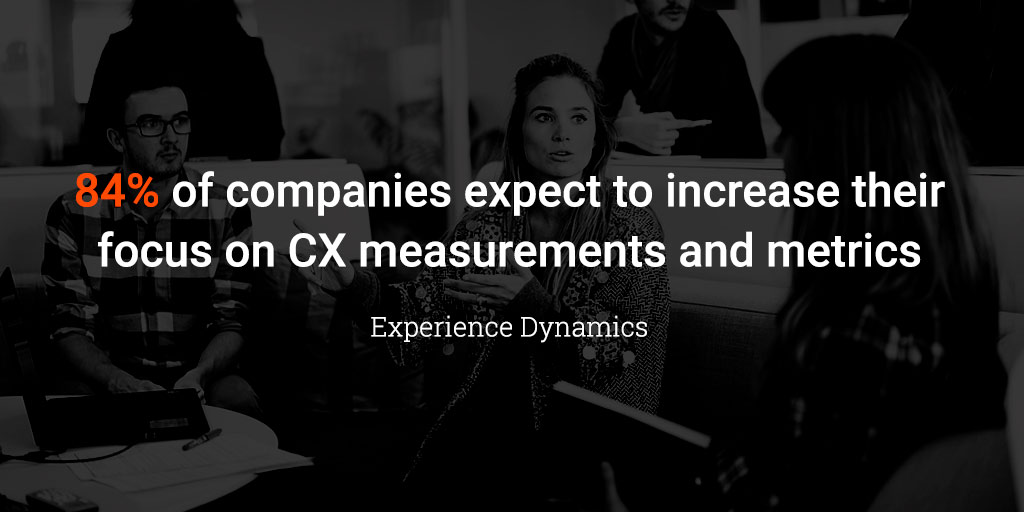 84% of companies expect to increase their
focus on CX measurements and metrics
Experience Dynamics